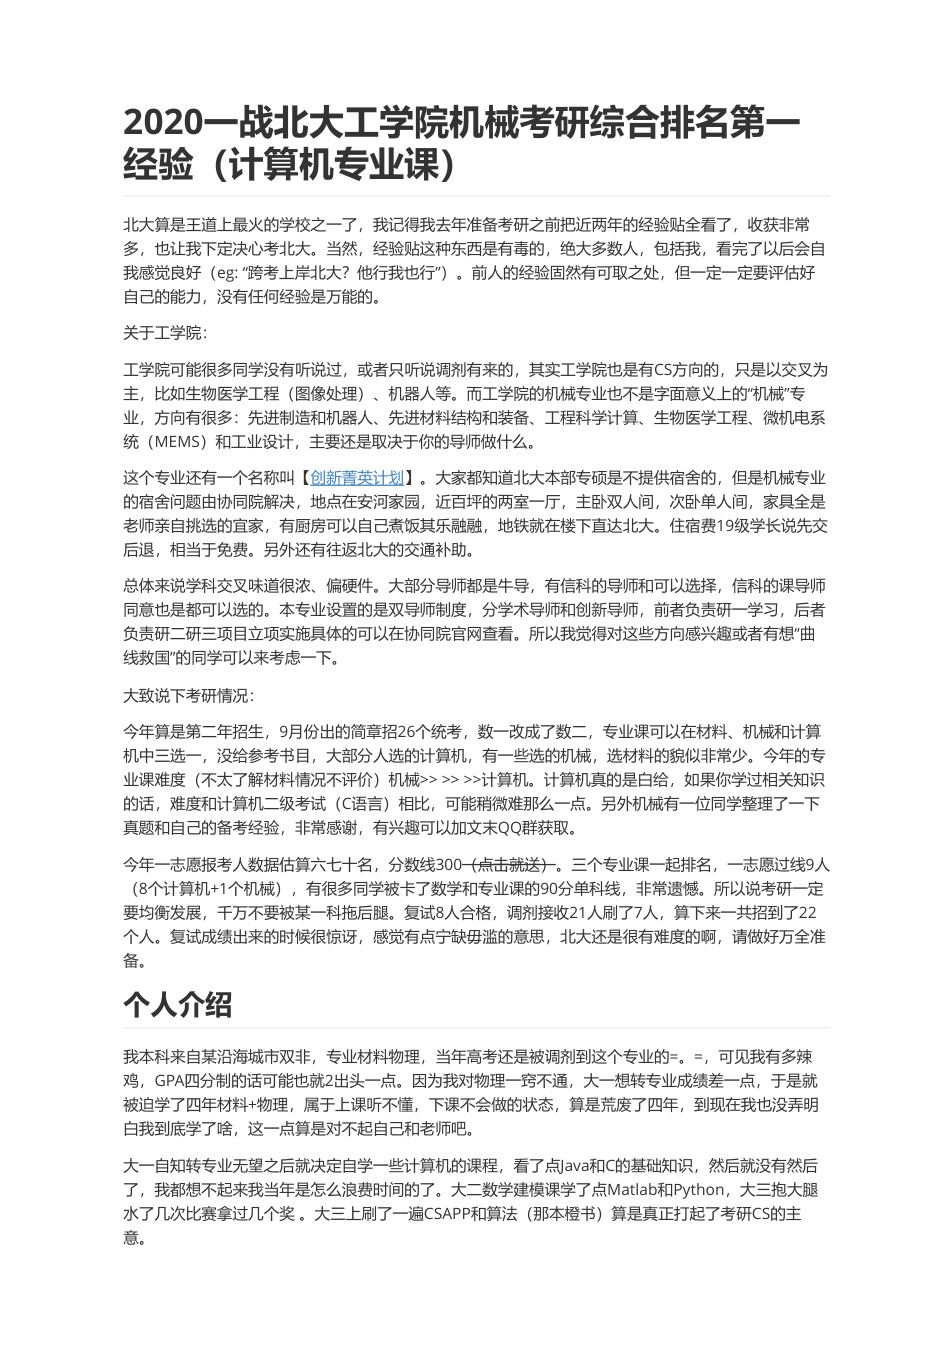 2020一战北大工学院机械考研综合排名第一
经验（计算机专业课）
北大算是王道上最火的学校之一了，我记得我去年准备考研之前把近两年的经验贴全看了，收获非常
多，也让我下定决心考北大。当然，经验贴这种东西是有毒的，绝大多数人，包括我，看完了以后会自
我感觉良好（eg: “跨考上岸北大？他行我也行”）。前人的经验固然有可取之处，但一定一定要评估好
自己的能力，没有任何经验是万能的。
关于工学院：
工学院可能很多同学没有听说过，或者只听说调剂有来的，其实工学院也是有CS方向的，只是以交叉为
主，比如生物医学工程（图像处理）、机器人等。而工学院的机械专业也不是字面意义上的“机械”专
业，方向有很多：先进制造和机器人、先进材料结构和装备、工程科学计算、生物医学工程、微机电系
统（MEMS）和工业设计，主要还是取决于你的导师做什么。
这个专业还有一个名称叫【创新菁英计划】。大家都知道北大本部专硕是不提供宿舍的，但是机械专业
的宿舍问题由协同院解决，地点在安河家园，近百坪的两室一厅，主卧双人间，次卧单人间，家具全是
老师亲自挑选的宜家，有厨房可以自己煮饭其乐融融，地铁就在楼下直达北大。住宿费19级学长说先交
后退，相当于免费。另外还有往返北大的交通补助。
总体来说学科交叉味道很浓、偏硬件。大部分导师都是牛导，有信科的导师和可以选择，信科的课导师
同意也是都可以选的。本专业设置的是双导师制度，分学术导师和创新导师，前者负责研一学习，后者
负责研二研三项目立项实施具体的可以在协同院官网查看。所以我觉得对这些方向感兴趣或者有想“曲
线救国”的同学可以来考虑一下。
大致说下考研情况：
今年算是第二年招生，9月份出的简章招26个统考，数一改成了数二，专业课可以在材料、机械和计算
机中三选一，没给参考书目，大部分人选的计算机，有一些选的机械，选材料的貌似非常少。今年的专
业课难度（不太了解材料情况不评价）机械>> >> >>计算机。计算机真的是白给，如果你学过相关知识
的话，难度和计算机二级考试（C语言）相比，可能稍微难那么一点。另外机械有一位同学整理了一下
真题和自己的备考经验，非常感谢，有兴趣可以加文末QQ群获取。
今年一志愿报考人数据估算六七十名，分数线300（点击就送）。三个专业课一起排名，一志愿过线9人
（8个计算机+1个机械），有很多同学被卡了数学和专业课的90分单科线，非常遗憾。所以说考研一定
要均衡发展，千万不要被某一科拖后腿。复试8人合格，调剂接收21人刷了7人，算下来一共招到了22
个人。复试成绩出来的时候很惊讶，感觉有点宁缺毋滥的意思，北大还是很有难度的啊，请做好万全准
备。
个人介绍
我本科来自某沿海城市双非，专业材料物理，当年高考还是被调剂到这个专业的=。=，可见我有多辣
鸡，GPA四分制的话可能也就2出头一点。因为我对物理一窍不通，大一想转专业成绩差一点，于是就
被迫学了四年材料+物理，属于上课听不懂，下课不会做的状态，算是荒废了四年，到现在我也没弄明
白我到底学了啥，这一点算是对不起自己和老师吧。
大一自知转专业无望之后就决定自学一些计算机的课程，看了点Java和C的基础知识，然后就没有然后
了，我都想不起来我当年是怎么浪费时间的了。大二数学建模课学了点Matlab和Python，大三抱大腿
水了几次比赛拿过几个奖 。大三上刷了一遍CSAPP和算法（那本橙书）算是真正打起了考研CS的主
意。